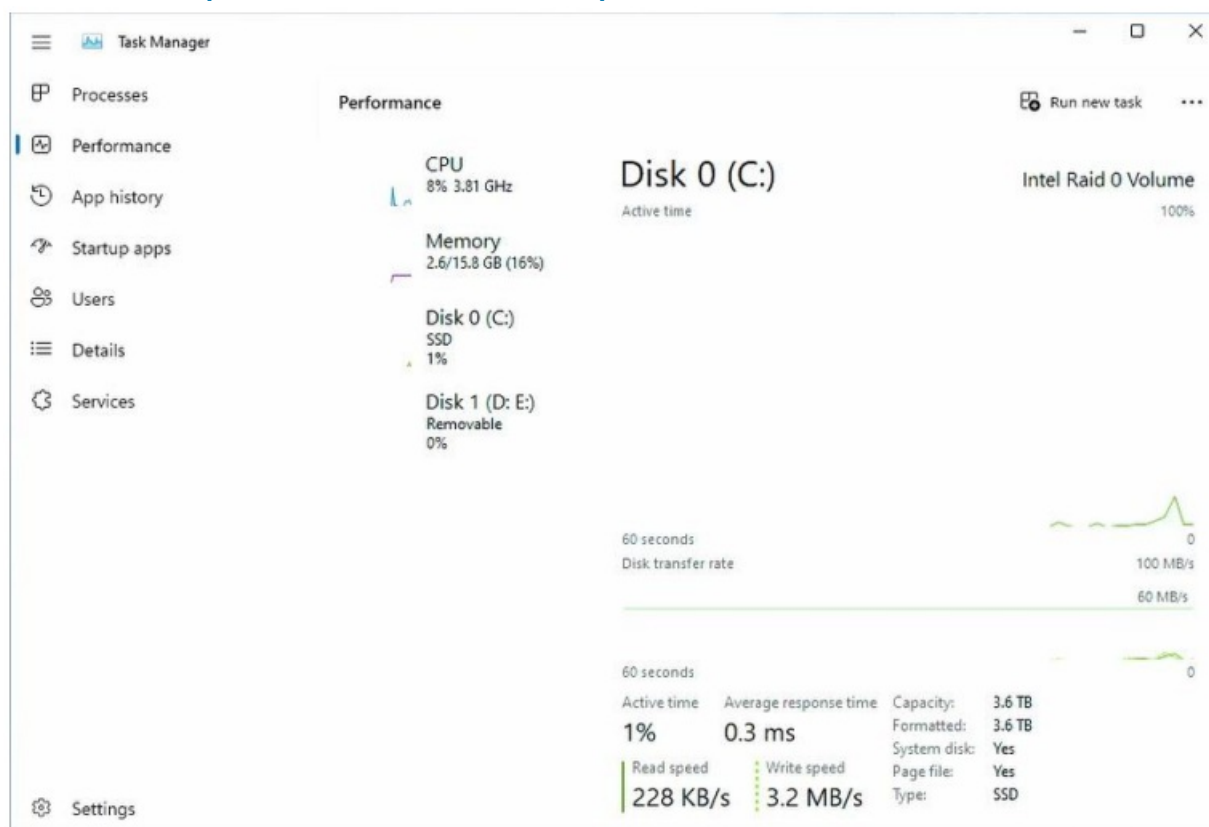 Task Manager
Processes
Performance
App history
Startup apps
Users
Details
Services
Settings
Performance
Run new task
CPU
8% 3.81 GHz
Memory
2.6/15.8 GB (16%)
Disk 0 (C:)
SSD
1%
Disk 1 (D: E:)
Removable
0%
Disk 0 (C:)
Intel Raid 0 Volume
Active time
100%
60 seconds
0
Disk transfer rate
100 MB/s
60 MB/s
60 seconds
0
Active time
1%
Average response time
0.3 ms
Read speed
228 KB/s
Write speed
3.2 MB/s
Capacity: 3.6 TB
Formatted: 3.6 TB
System disk: Yes
Page file: Yes
Type: SSD